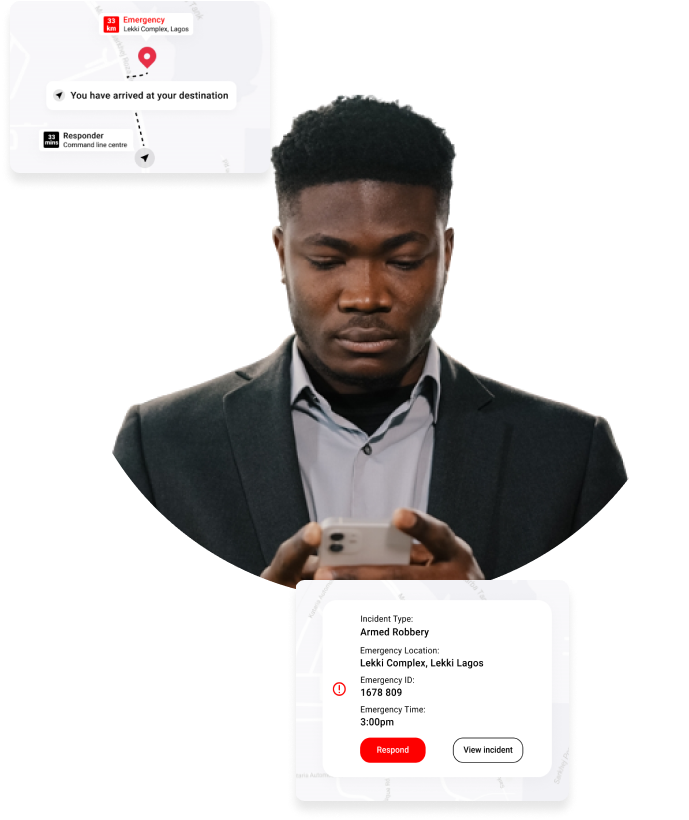 33
km
Emergency
Lekki Complex, Lagos
You have arrived at your destination
33
mins
Responder
Command line centre
Incident Type:
Armed Robbery
Emergency Location:
Lekki Complex, Lekki Lagos
Emergency ID:
1678 809
Emergency Time:
3:00pm
Respond
View incident